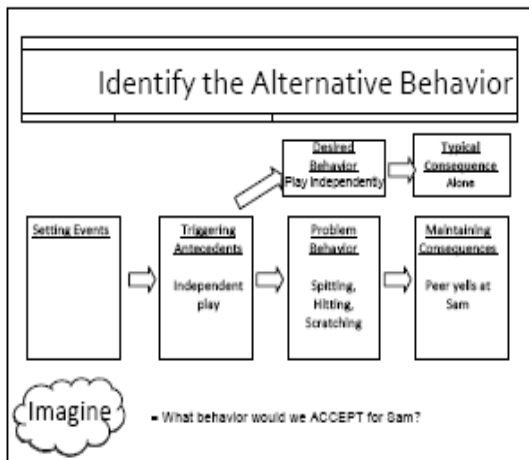 Identify the Alternative Behavior
Desired
Behavior
Play Independently
Typical
Consequence
Alone
Setting Events
Triggering
Antecedents
Independent
play
Problem
Behavior
Spitting,
Hitting,
Scratching
Maintaining
Consequences
Peer yells at
Sam
Imagine
= What behavior would we ACCEPT for Sam?